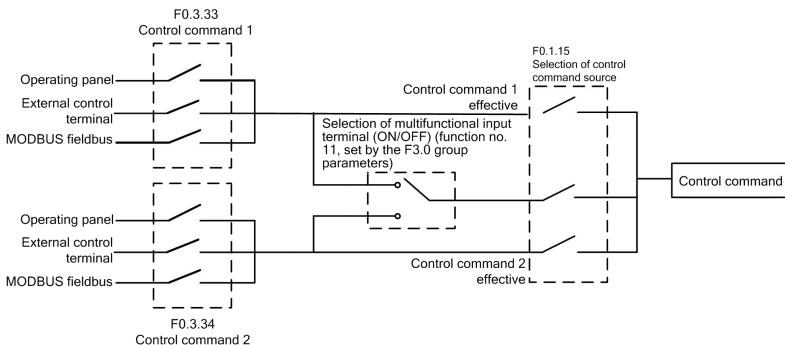 F0.3.33
Control command 1
F0.1.15
Selection of control
command source
Operating panel
External control
terminal
MODBUS fieldbus
Control command 1
effective
Selection of multifunctional input
terminal (ON/OFF) (function no.
11, set by the F3.0 group
parameters)
Control command
Operating panel
External control
terminal
MODBUS fieldbus
Control command 2
effective
F0.3.34
Control command 2